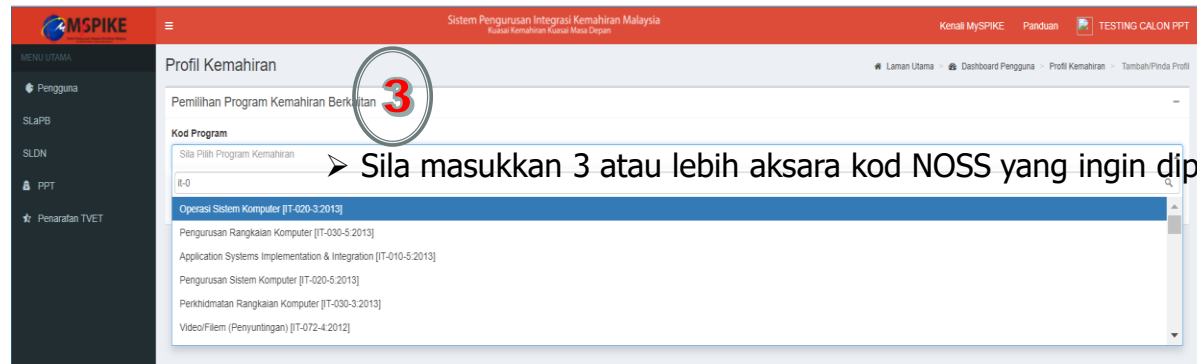 MSPIKE
Sistem Pengurusan Integrasi Kemahiran Malaysia
Kuasai Kemahiran Kuasai Masa Depan
Kenali MySPIKE Panduan TESTING CALON PPT
MENU UTAMA
Pengguna
SLaPB
SLDN
PPT
Penarafan TVET
Profil Kemahiran
Laman Utama > Dashboard Pengguna > Profil Kemahiran > Tambah/Pinda Profil
Pemilihan Program Kemahiran Berkaitan
3
Kod Program
Sila Pilih Program Kemahiran
➢ Sila masukkan 3 atau lebih aksara kod NOSS yang ingin dip
it-0
Operasi Sistem Komputer [IT-020-3:2013]
Pengurusan Rangkaian Komputer [IT-030-5:2013]
Application Systems Implementation & Integration [IT-010-5:2013]
Pengurusan Sistem Komputer [IT-020-5:2013]
Perkhidmatan Rangkaian Komputer [IT-030-3:2013]
Video/Filem (Penyuntingan) [IT-072-4:2012]